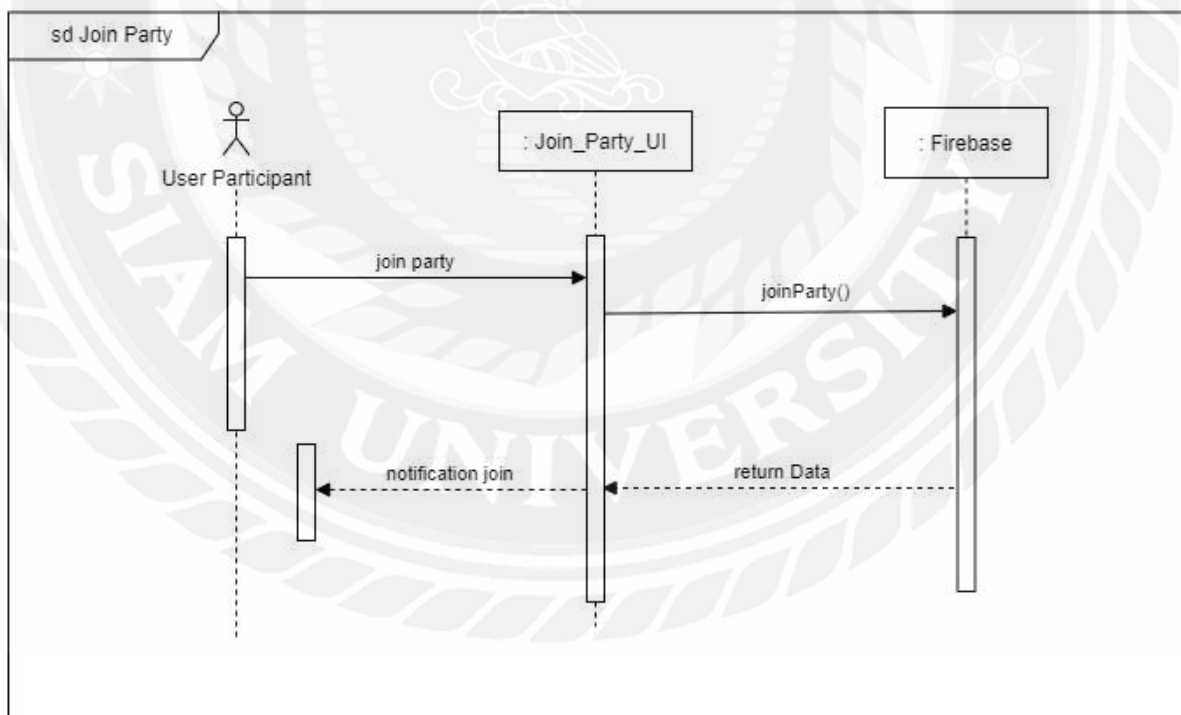 sd Join Party
User Participant
: Join_Party_UI
: Firebase
join party
joinParty()
notification join
return Data
SIAM UNIVERSITY